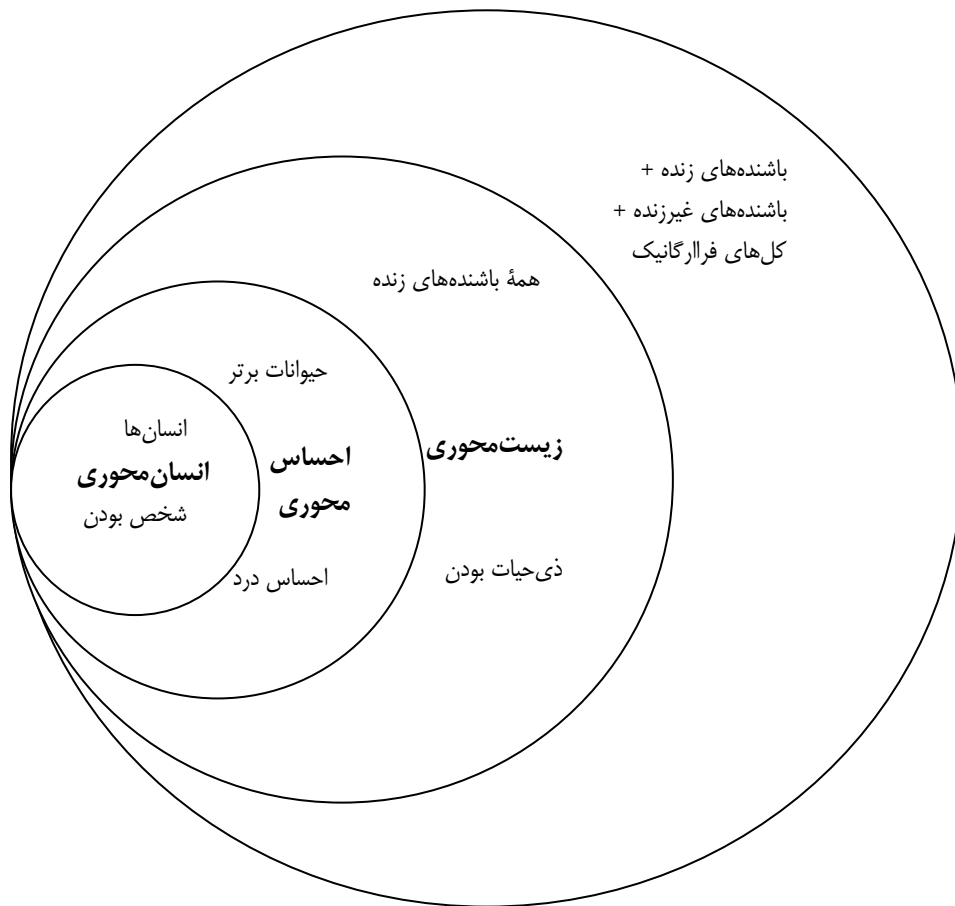 باشنده‌های زنده +
باشنده‌های غیرزنده +
کل‌های فراارگانیک
همۀ باشنده‌های زنده
زیست‌محوری
ذی‌حیات بودن
حیوانات برتر
احساس
محوری
احساس درد
انسان‌ها
انسان‌محوری
شخص بودن